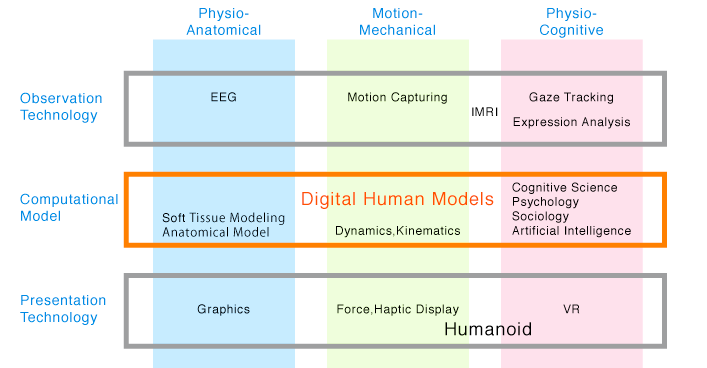 Physio-
Anatomical
Motion-
Mechanical
Physio-
Cognitive
Observation
Technology
EEG
Motion Capturing
IMRI
Gaze Tracking
Expression Analysis
Computational
Model
Digital Human Models
Soft Tissue Modeling
Anatomical Model
Dynamics,Kinematics
Cognitive Science
Psychology
Sociology
Artificial Intelligence
Presentation
Technology
Graphics
Force,Haptic Display
Humanoid
VR